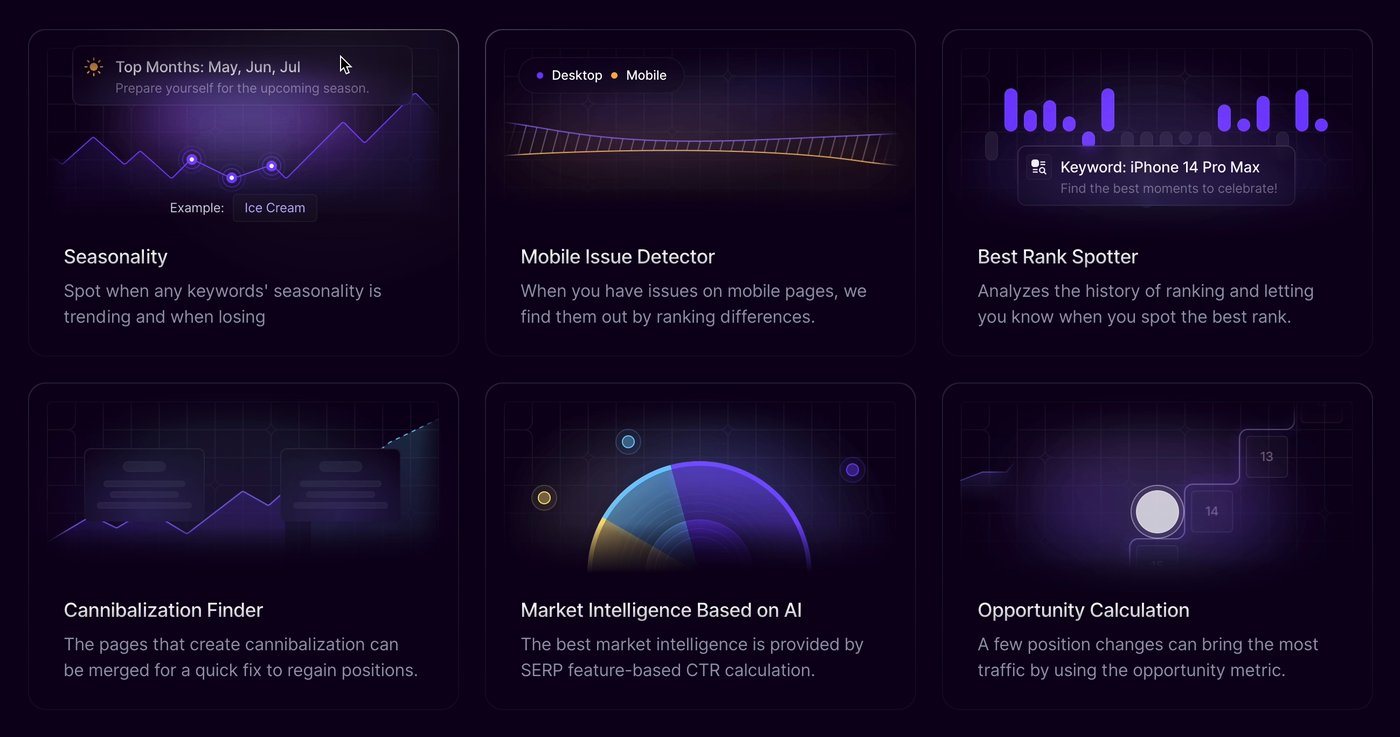 Top Months: May, Jun, Jul
Prepare yourself for the upcoming season.
Example: Ice Cream
Seasonality
Spot when any keywords' seasonality is
trending and when losing
Desktop Mobile
Mobile Issue Detector
When you have issues on mobile pages, we
find them out by ranking differences.
Keyword: iPhone 14 Pro Max
Find the best moments to celebrate!
Best Rank Spotter
Analyzes the history of ranking and letting
you know when you spot the best rank.
Cannibalization Finder
The pages that create cannibalization can
be merged for a quick fix to regain positions.
Market Intelligence Based on AI
The best market intelligence is provided by
SERP feature-based CTR calculation.
13
14
15
Opportunity Calculation
A few position changes can bring the most
traffic by using the opportunity metric.